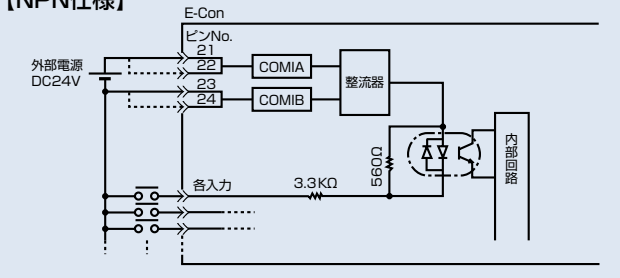 【NPN仕様】
E-Con
ピンNo.
21
22
23
24
外部電源
DC24V
COMIA
COMIB
整流器
560Ω
内部回路
各入力
3.3KΩ